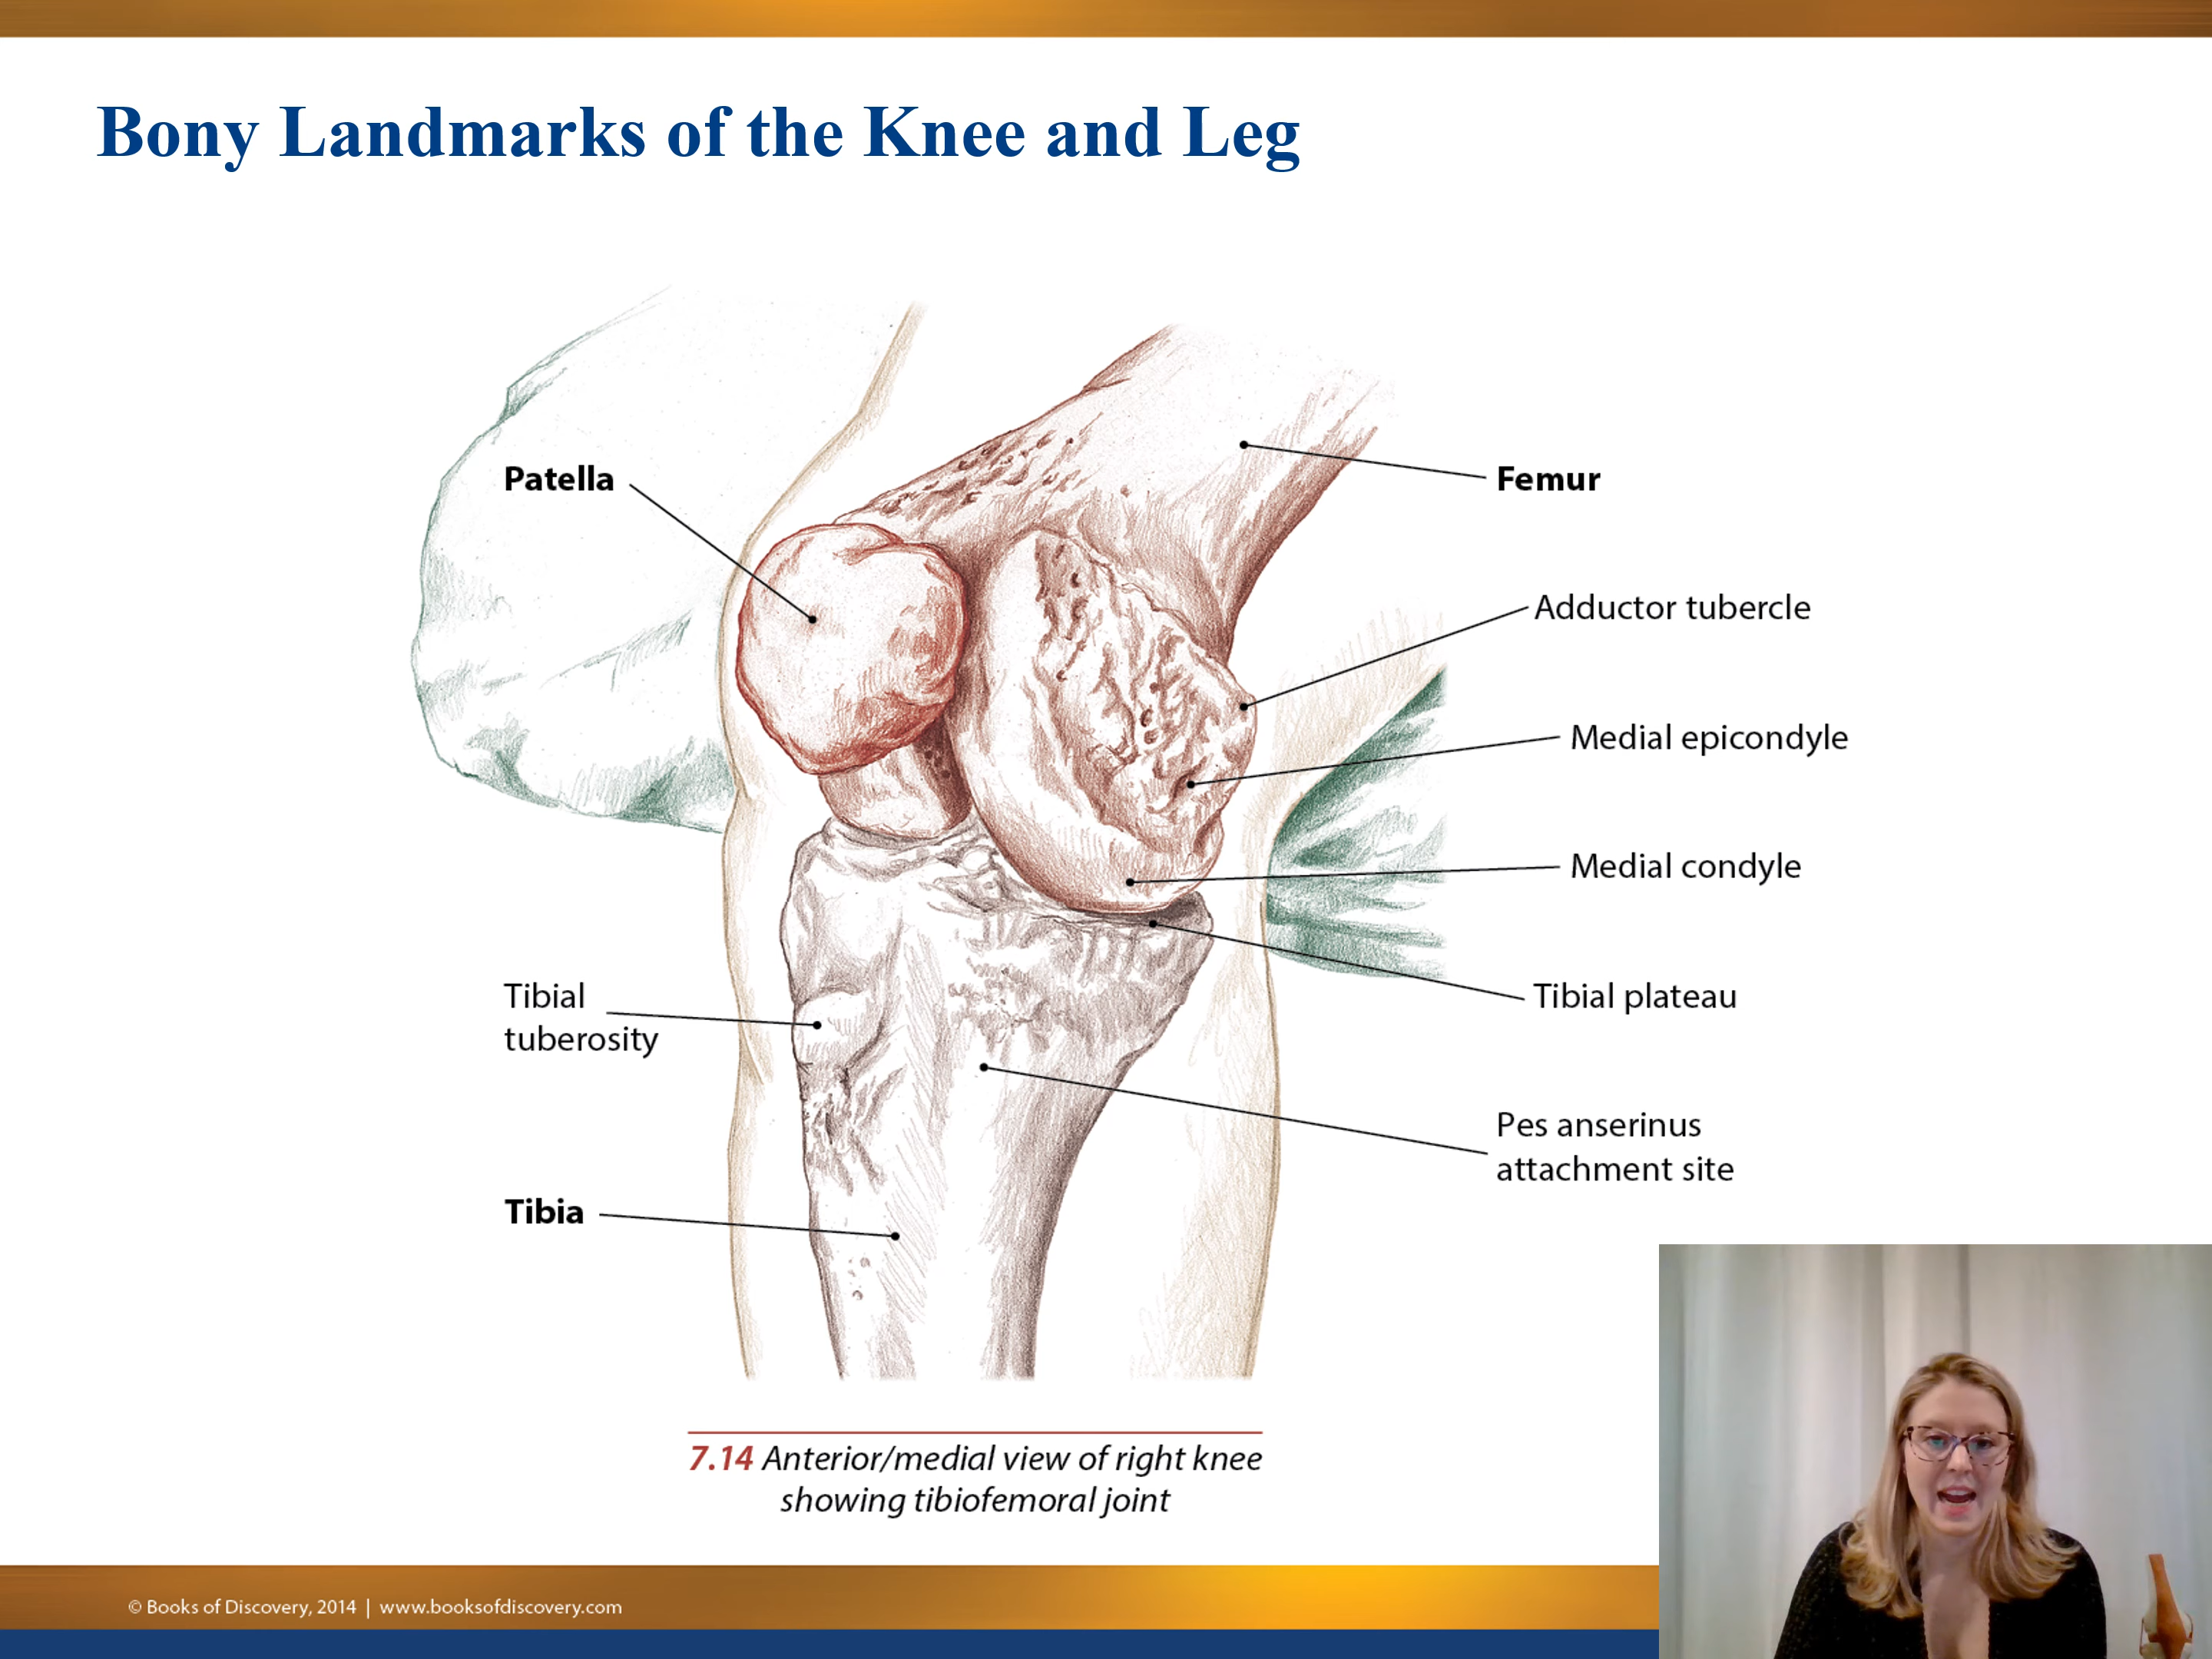 Bony Landmarks of the Knee and Leg
Patella
Femur
Adductor tubercle
Medial epicondyle
Medial condyle
Tibial
tuberosity
Tibial plateau
Pes anserinus
attachment site
Tibia
7.14 Anterior/medial view of right knee
showing tibiofemoral joint
© Books of Discovery, 2014 | www.booksofdiscovery.com